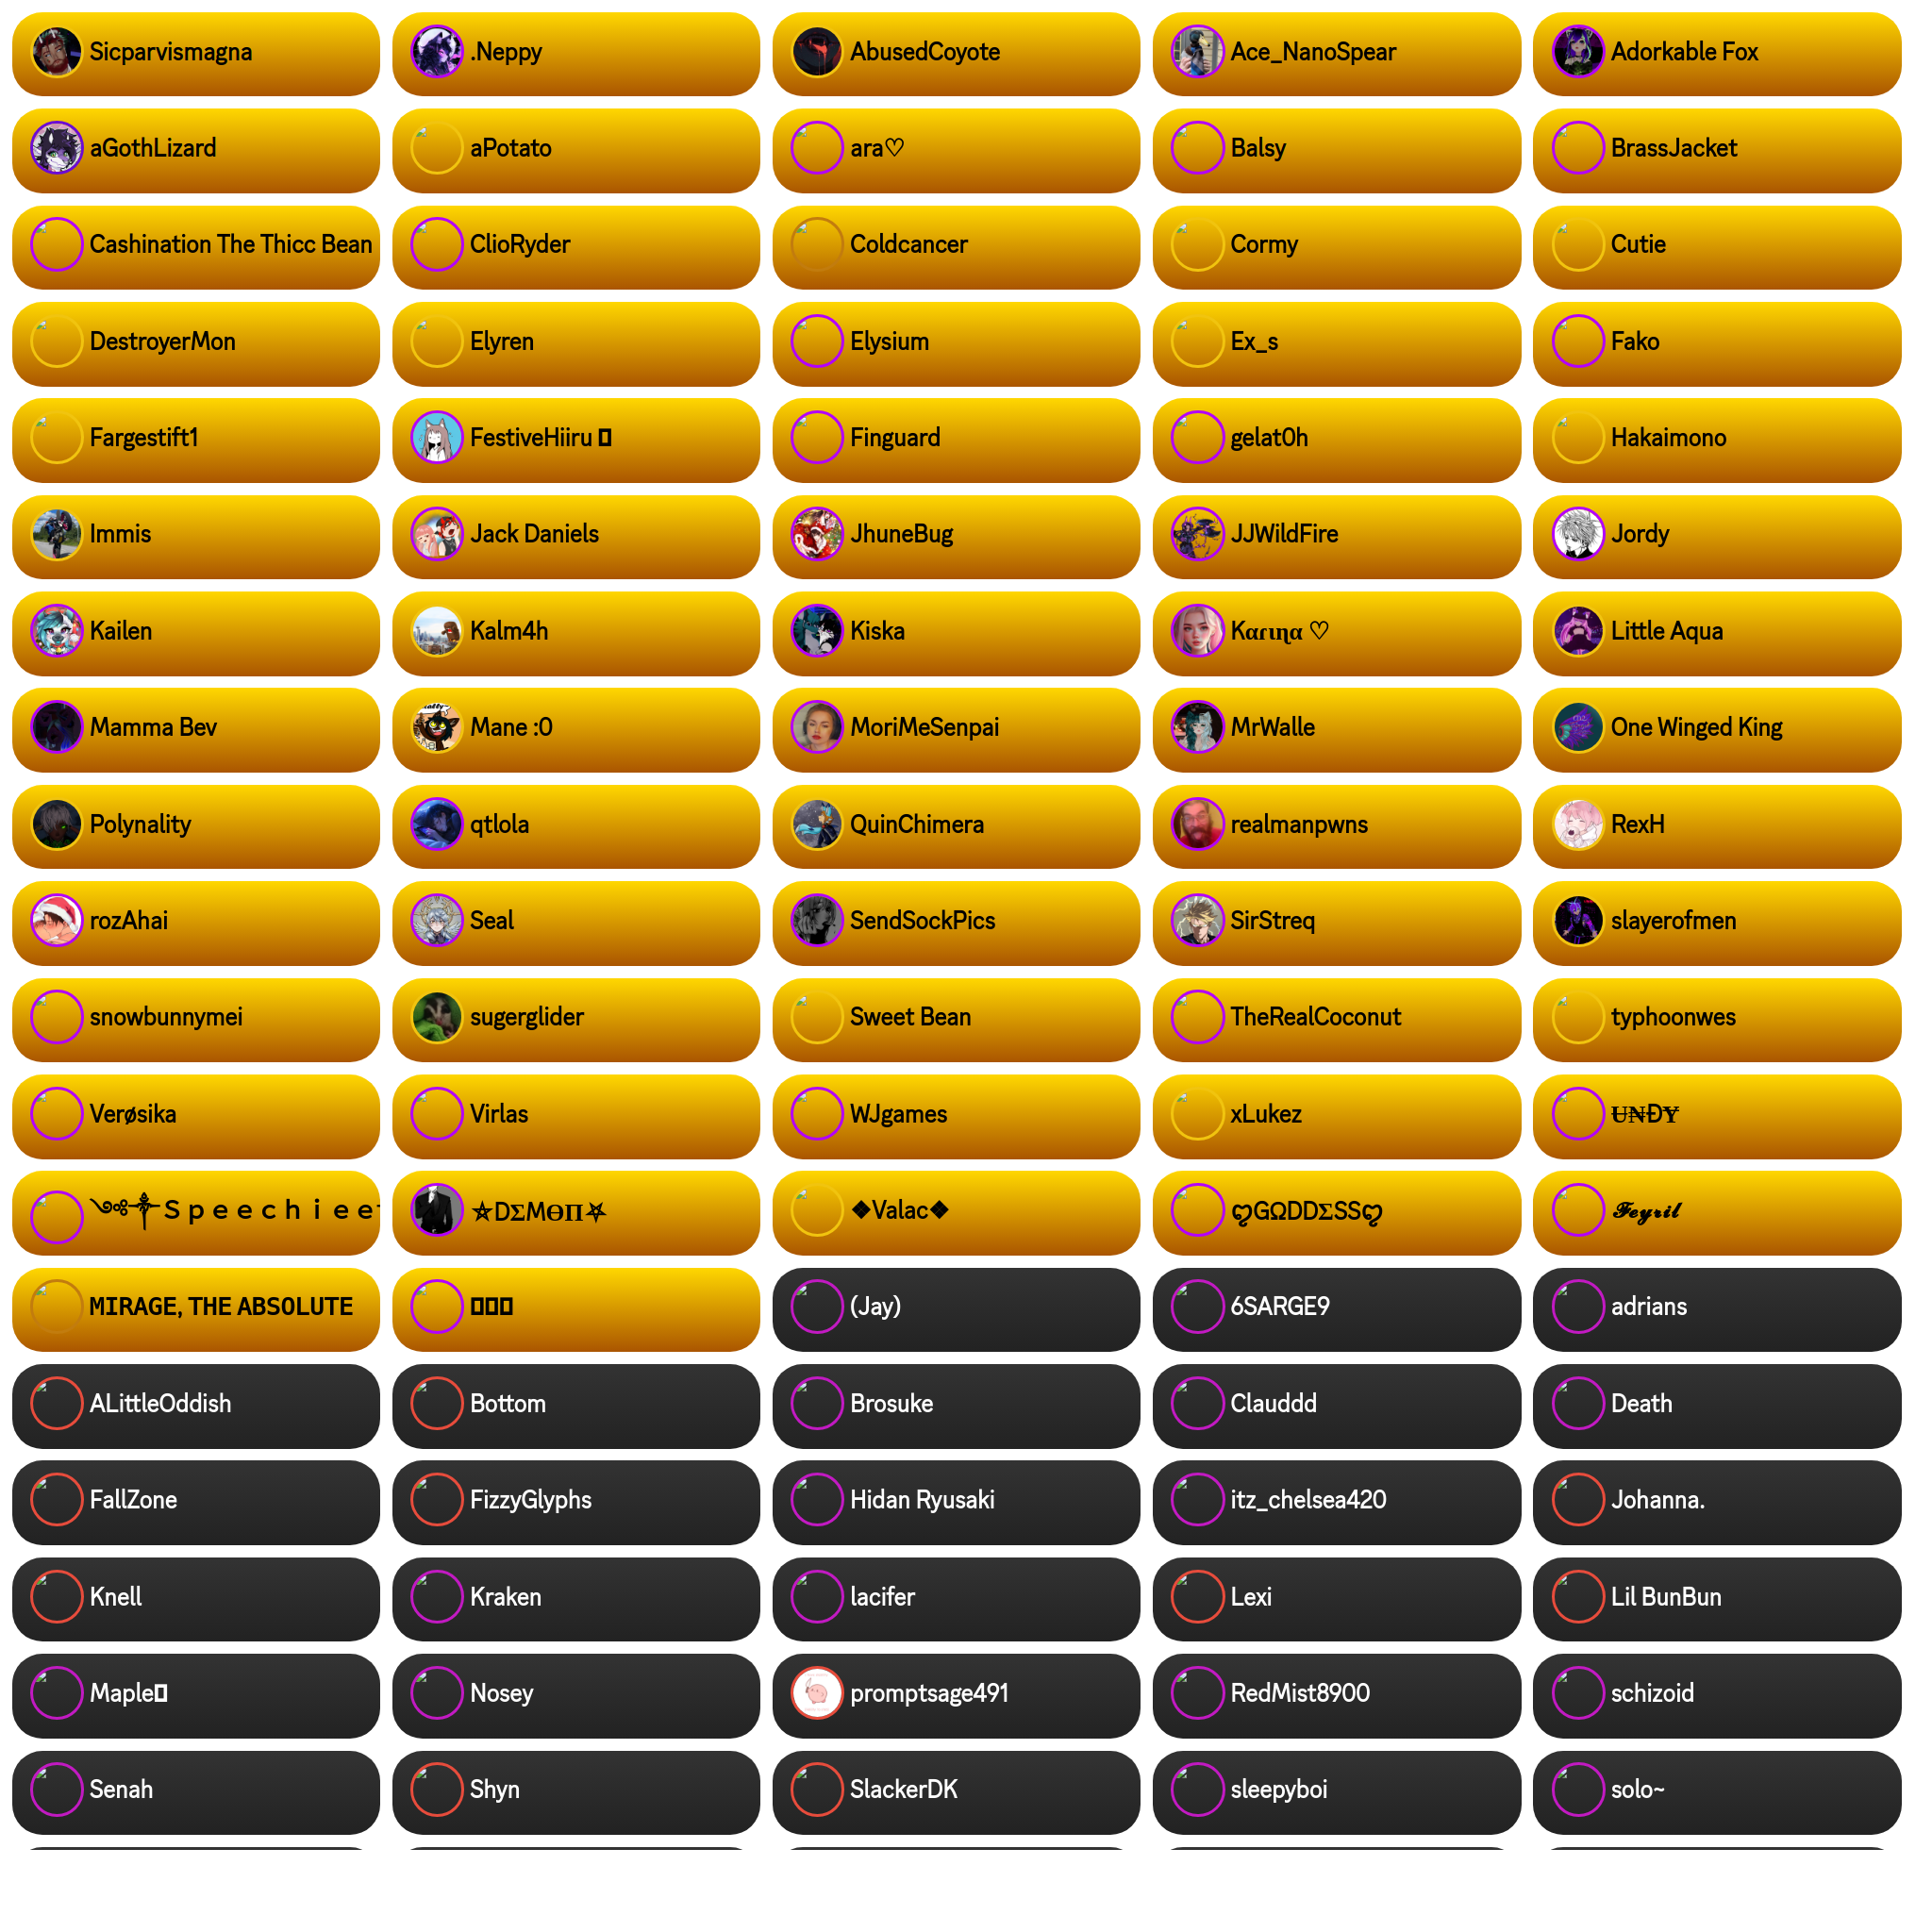 Sicparvismagna
.Neppy
AbusedCoyote
Ace_NanoSpear
Adorkable Fox
aGothLizard
aPotato
ara♡
Balsy
BrassJacket
Cashination The Thicc Bean
ClioRyder
Coldcancer
Cormy
Cutie
DestroyerMon
Elyren
Elysium
Ex_s
Fako
Fargestift1
FestiveHiiru
Finguard
gelat0h
Hakaimono
Immis
Jack Daniels
JhuneBug
JJWildFire
Jordy
Kailen
Kalm4h
Kiska
Kαɾιɳα ♡
Little Aqua
Mamma Bev
Mane :0
MoriMeSenpai
MrWalle
One Winged King
Polynality
qtlola
QuinChimera
realmanpwns
RexH
rozAhai
Seal
SendSockPics
SirStreq
slayerofmen
snowbunnymei
sugerglider
Sweet Bean
TheRealCoconut
typhoonwes
Verøsika
Virlas
WJgames
xLukez
ɄN̶ĐɎ
༺༒Ｓｐｅｅｃｈｉｅｅ
⛤DΣMӨП⛧
❖Valac❖
ღGΩDDΣSSღ
𝓕𝓮𝔂𝓻𝓲𝓵
MIRAGE, THE ABSOLUTE
(Jay)
6SARGE9
adrians
ALittleOddish
Bottom
Brosuke
Clauddd
Death
FallZone
FizzyGlyphs
Hidan Ryusaki
itz_chelsea420
Johanna.
Knell
Kraken
lacifer
Lexi
Lil BunBun
Maple
Nosey
promptsage491
RedMist8900
schizoid
Senah
Shyn
SlackerDK
sleepyboi
solo~